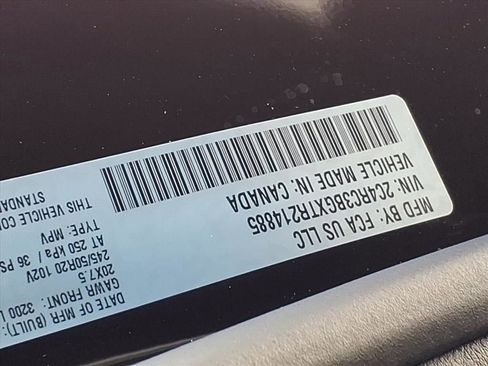 MFD BY: FCA US LLC
DATE OF MFR (BUILT):
GAWR FRONT: 3200 L
20X7.5
245/50R20 102V
AT 250 kPa / 36 PS
VIN: 2C4RC3BGXTR214885
TYPE: MPV
VEHICLE MADE IN CANADA
THIS VEHICLE CON
STANDA